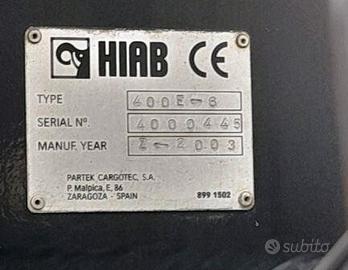 HIAB CE
TYPE 400E-6
SERIAL Nº. 4000445
MANUF. YEAR Z-2003
PARTEK CARGOTEC, S.A.
P. Malpica, E, 86
ZARAGOZA - SPAIN 899 1502
subito